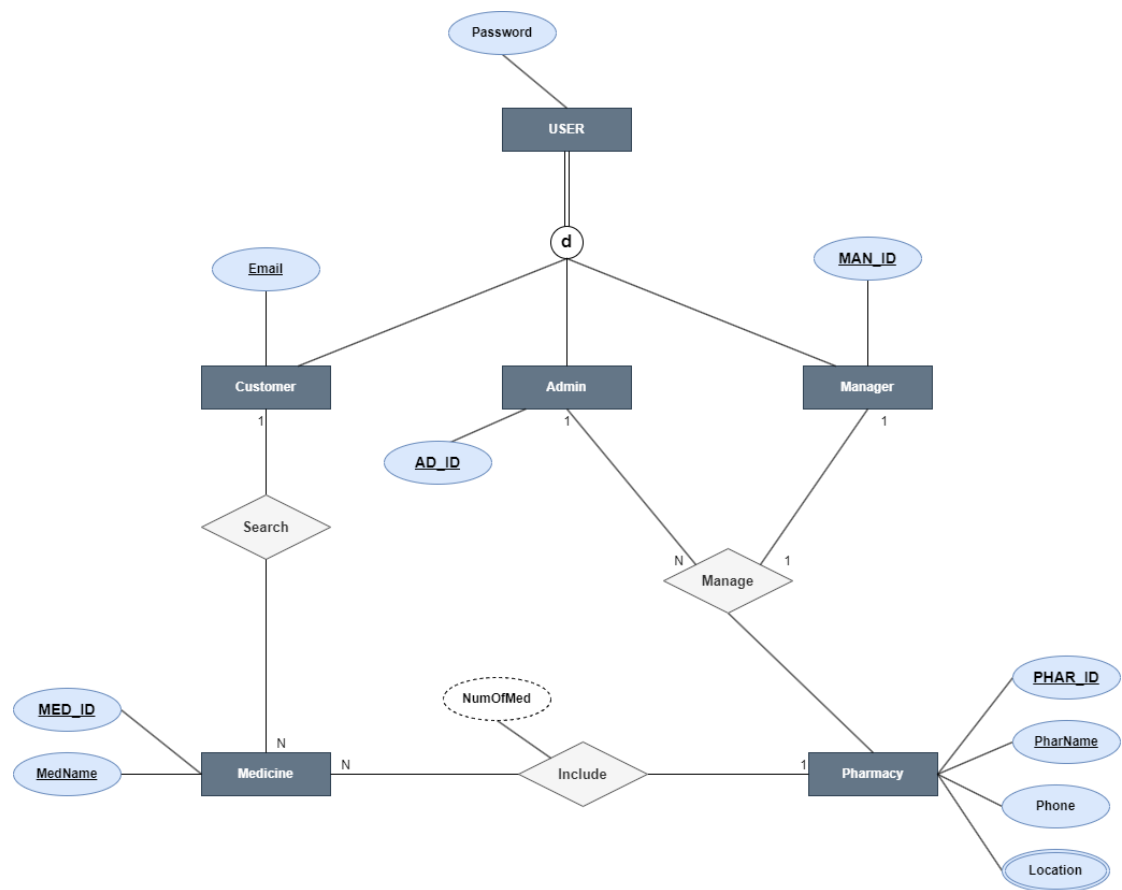 Password
USER
d
Email
MAN_ID
Customer
Admin
Manager
1
1
1
AD_ID
Search
N
1
Manage
NumOfMed
PHAR_ID
MED_ID
PharName
N
Medicine
N
Include
1
Pharmacy
MedName
Phone
Location